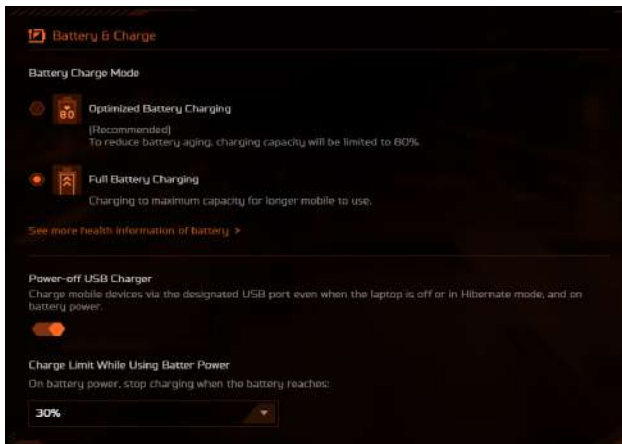 Battery & Charge
Battery Charge Mode
80
Optimized Battery Charging
(Recommended)
To reduce battery aging, charging capacity will be limited to 80%.
Full Battery Charging
Charging to maximum capacity for longer mobile to use.
See more health information of battery >
Power-off USB Charger
Charge mobile devices via the designated USB port even when the laptop is off or in Hibernate mode, and on
battery power.
Charge Limit While Using Batter Power
On battery power, stop charging when the battery reaches:
30%